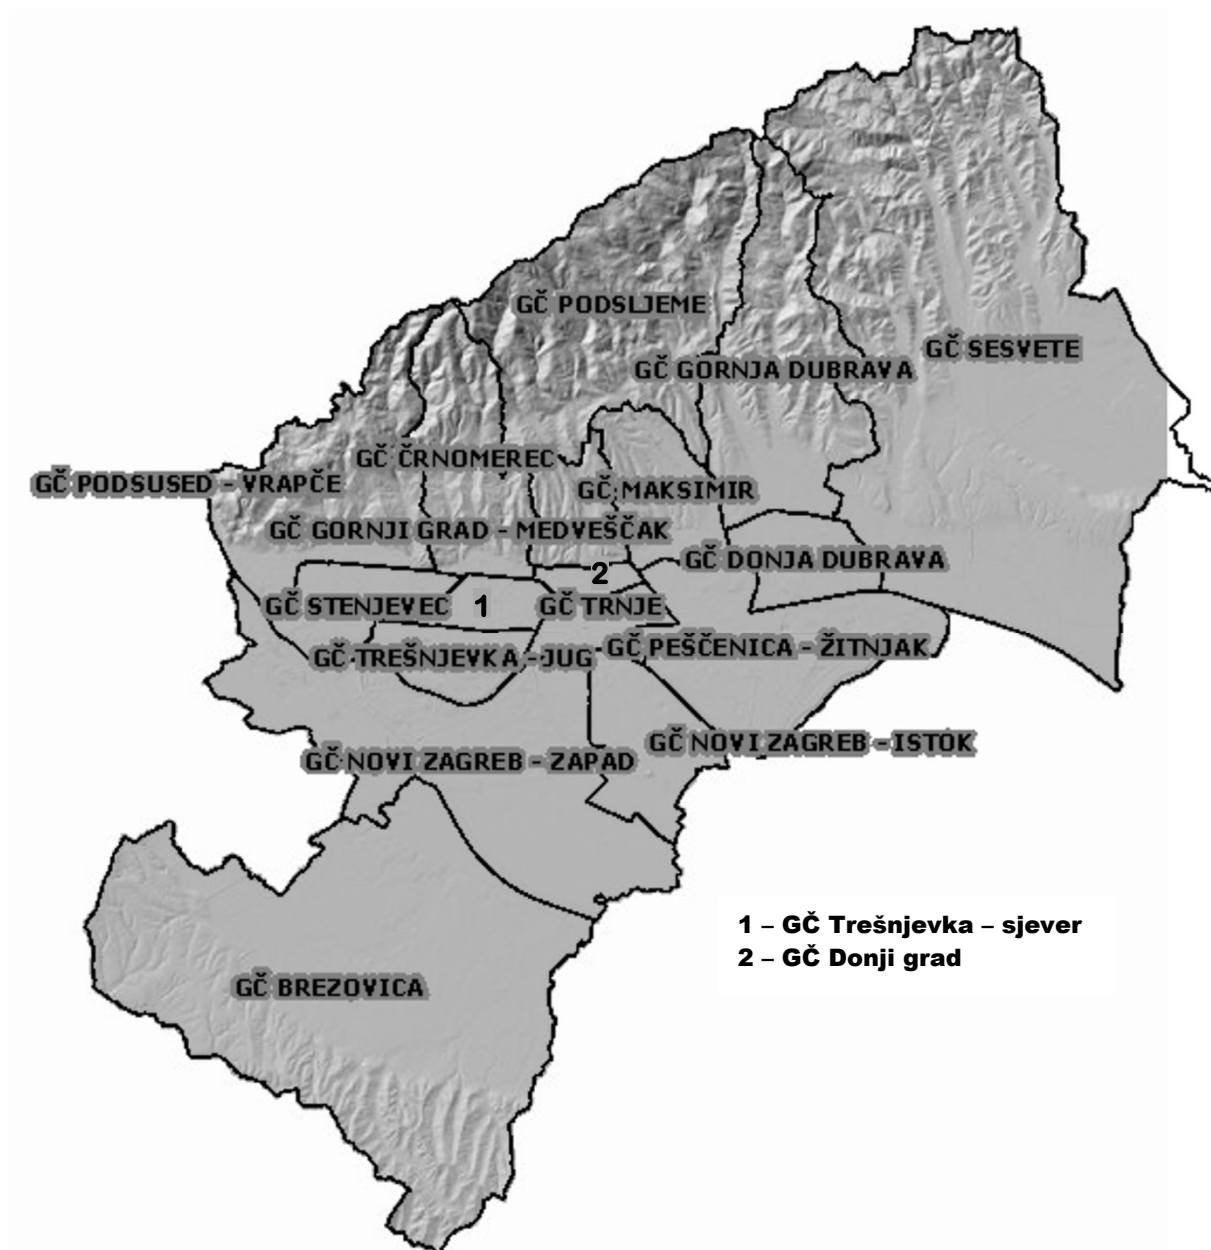 GČ PODSLJEME
GČ SESVETE
GČ GORNJA DUBRAVA
GČ ČRNOMEREC
GČ PODSUSED - VRAPČE
GČ MAKSIMIR
GČ GORNJI GRAD - MEDVEŠČAK
GČ DONJA DUBRAVA
2
GČ STENJEVEC
1
GČ TRNJE
GČ PEŠČENICA - ŽITNJAK
GČ TREŠNJEVKA -JUG
GČ NOVI ZAGREB - ISTOK
GČ NOVI ZAGREB - ZAPAD
1 – GČ Trešnjevka – sjever
2 – GČ Donji grad
GČ BREZOVICA